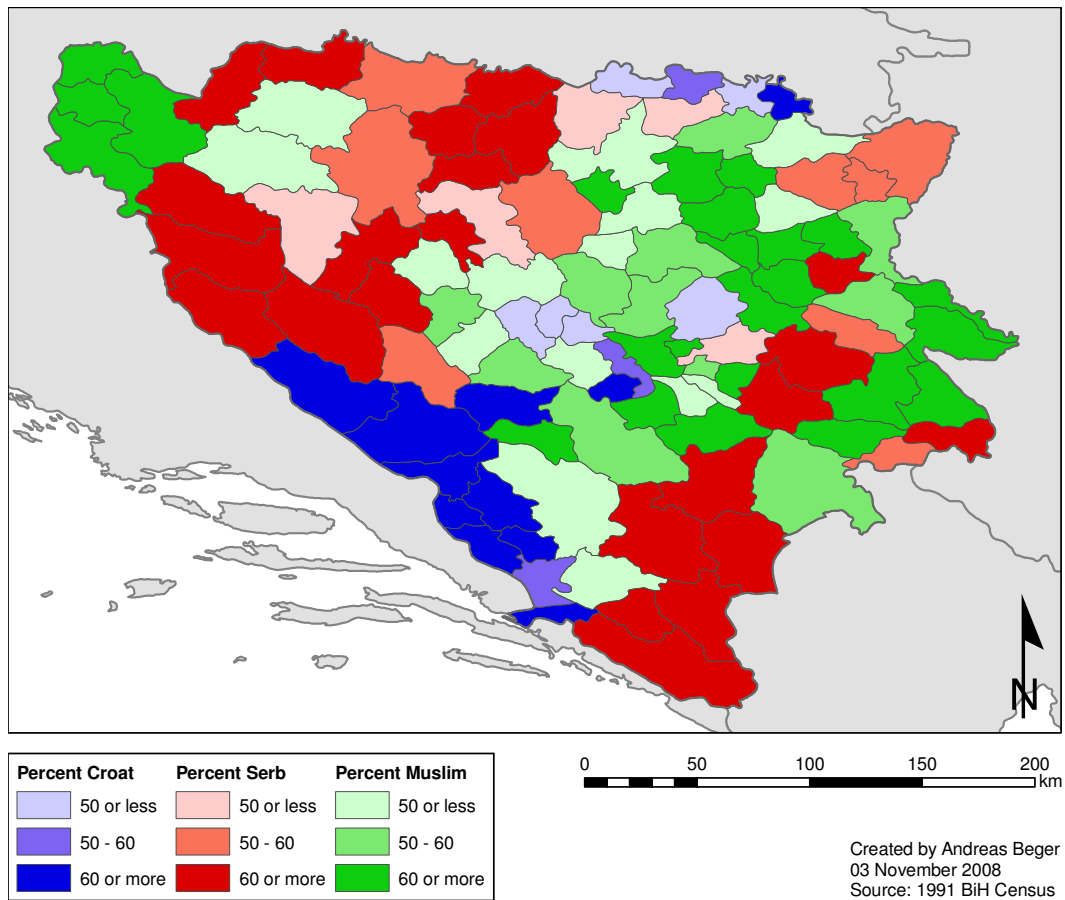 N
Percent Croat Percent Serb Percent Muslim
50 or less 50 or less 50 or less
50 - 60 50 - 60 50 - 60
60 or more 60 or more 60 or more
0 50 100 150 200
km
Created by Andreas Beger
03 November 2008
Source: 1991 BiH Census